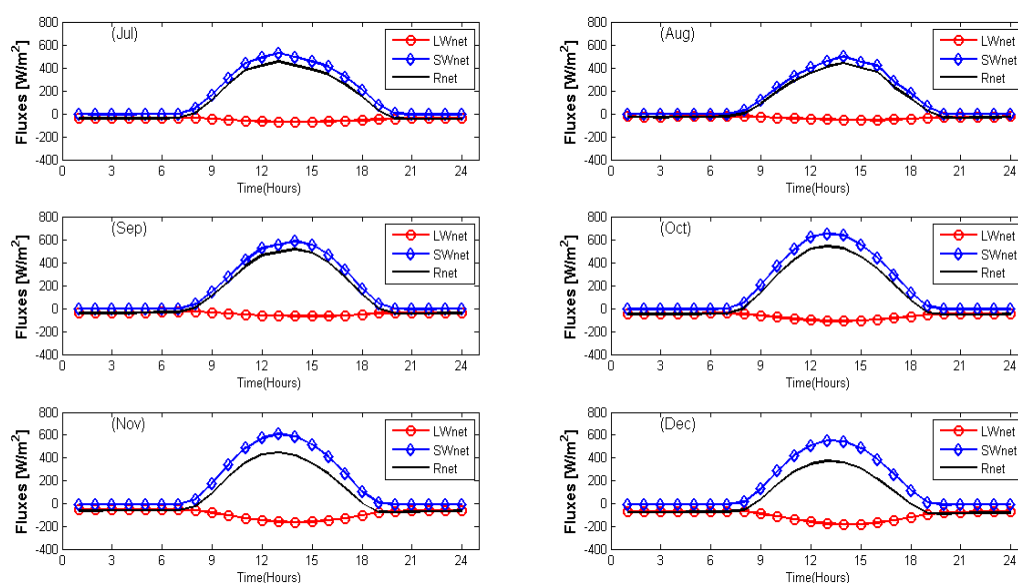 (Jul)
800
600
400
200
0
-200
-400
Fluxes [W/m²]
LWnet
SWnet
Rnet
0 3 6 9 12 15 18 21 24
Time(Hours)
(Aug)
800
600
400
200
0
-200
-400
Fluxes [W/m²]
LWnet
SWnet
Rnet
0 3 6 9 12 15 18 21 24
Time(Hours)
(Sep)
800
600
400
200
0
-200
-400
Fluxes [W/m²]
LWnet
SWnet
Rnet
0 3 6 9 12 15 18 21 24
Time(Hours)
(Oct)
800
600
400
200
0
-200
-400
Fluxes [W/m²]
LWnet
SWnet
Rnet
0 3 6 9 12 15 18 21 24
Time(Hours)
(Nov)
800
600
400
200
0
-200
-400
Fluxes [W/m²]
LWnet
SWnet
Rnet
0 3 6 9 12 15 18 21 24
Time(Hours)
(Dec)
800
600
400
200
0
-200
-400
Fluxes [W/m²]
LWnet
SWnet
Rnet
0 3 6 9 12 15 18 21 24
Time(Hours)